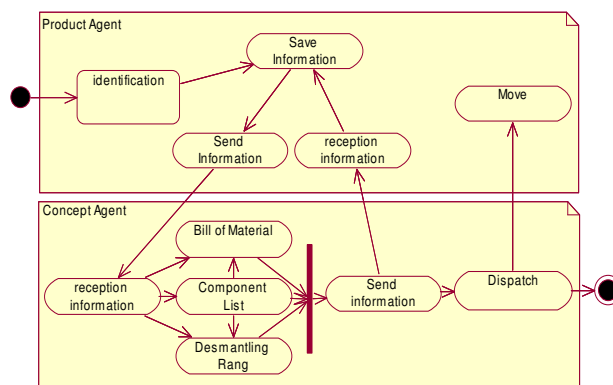 Product Agent
Save
Information
identification
Move
Send
Information
reception
information
Concept Agent
Bill of Material
reception
information
Component
List
Send
information
Dispatch
Desmantling
Rang